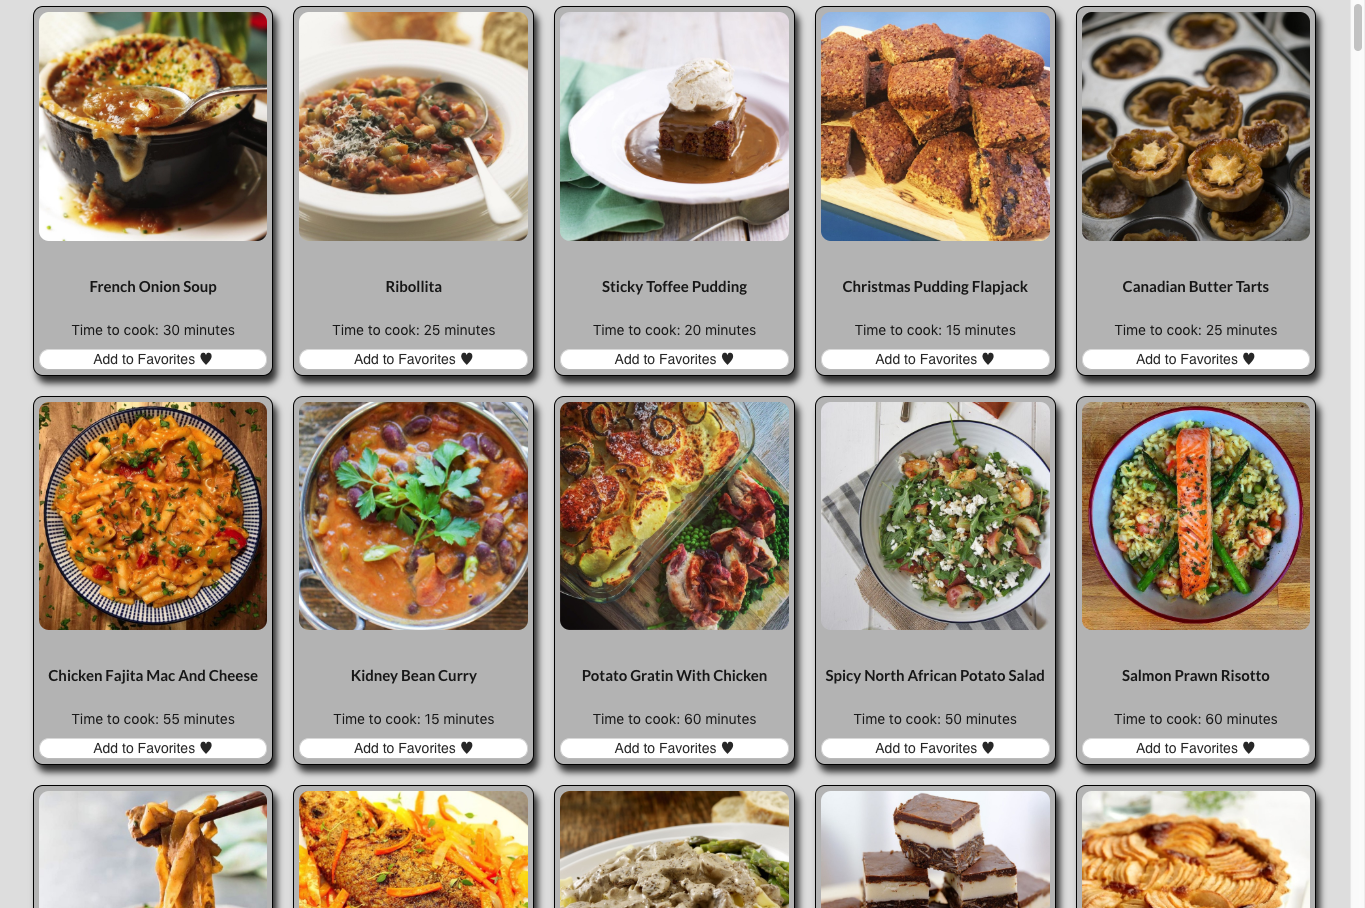 French Onion Soup
Time to cook: 30 minutes
Add to Favorites ♥
Ribollita
Time to cook: 25 minutes
Add to Favorites ♥
Sticky Toffee Pudding
Time to cook: 20 minutes
Add to Favorites ♥
Christmas Pudding Flapjack
Time to cook: 15 minutes
Add to Favorites ♥
Canadian Butter Tarts
Time to cook: 25 minutes
Add to Favorites ♥
Chicken Fajita Mac And Cheese
Time to cook: 55 minutes
Add to Favorites ♥
Kidney Bean Curry
Time to cook: 15 minutes
Add to Favorites ♥
Potato Gratin With Chicken
Time to cook: 60 minutes
Add to Favorites ♥
Spicy North African Potato Salad
Time to cook: 50 minutes
Add to Favorites ♥
Salmon Prawn Risotto
Time to cook: 60 minutes
Add to Favorites ♥